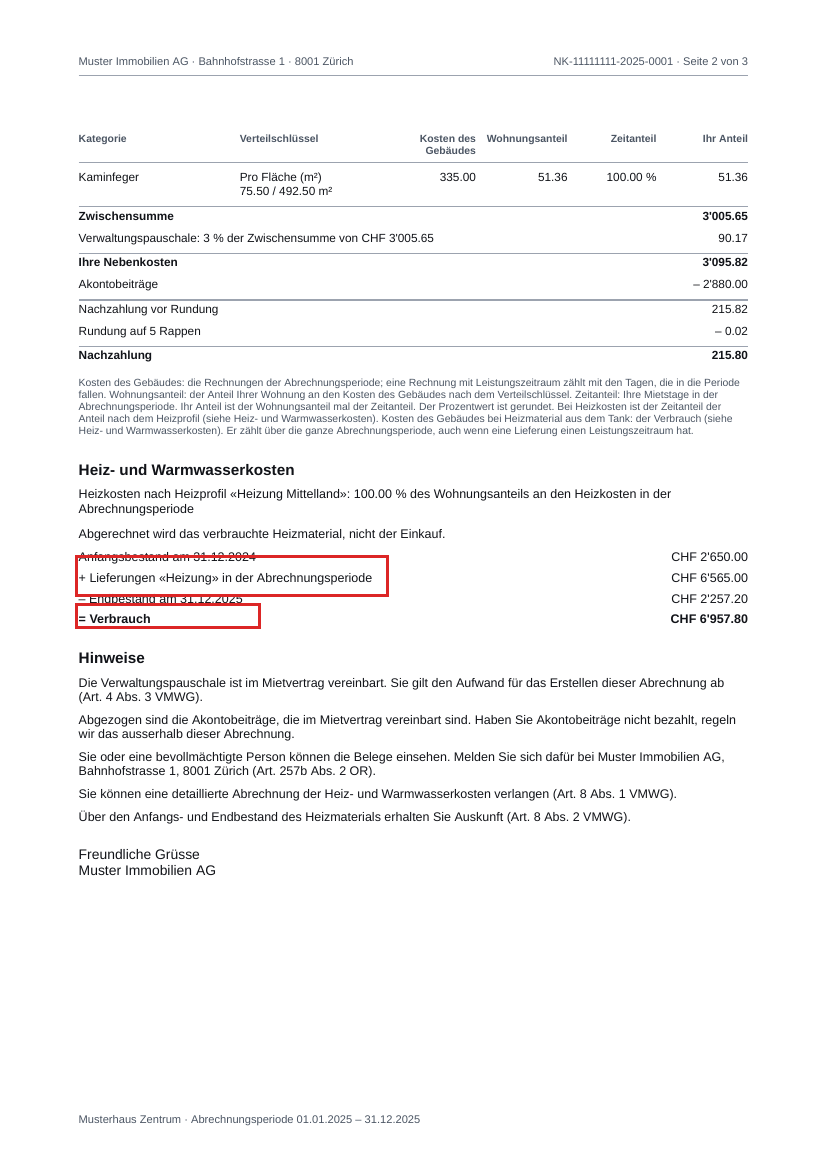 Muster Immobilien AG · Bahnhofstrasse 1 · 8001 Zürich NK-11111111-2025-0001 · Seite 2 von 3
Kategorie Verteilschlüssel Kosten des Gebäudes Wohnungsanteil Zeitanteil Ihr Anteil
Kaminfeger Pro Fläche (m²) 335.00 51.36 100.00 % 51.36
75.50 / 492.50 m²
Zwischensumme 3'005.65
Verwaltungspauschale: 3 % der Zwischensumme von CHF 3'005.65 90.17
Ihre Nebenkosten 3'095.82
Akontobeiträge – 2'880.00
Nachzahlung vor Rundung 215.82
Rundung auf 5 Rappen – 0.02
Nachzahlung 215.80
Kosten des Gebäudes: die Rechnungen der Abrechnungsperiode; eine Rechnung mit Leistungszeitraum zählt mit den Tagen, die in die Periode
fallen. Wohnungsanteil: der Anteil Ihrer Wohnung an den Kosten des Gebäudes nach dem Verteilschlüssel. Zeitanteil: Ihre Mietstage in der
Abrechnungsperiode. Ihr Anteil ist der Wohnungsanteil mal der Zeitanteil. Der Prozentwert ist gerundet. Bei Heizkosten ist der Zeitanteil der
Anteil nach dem Heizprofil (siehe Heiz- und Warmwasserkosten). Kosten des Gebäudes bei Heizmaterial aus dem Tank: der Verbrauch (siehe
Heiz- und Warmwasserkosten). Er zählt über die ganze Abrechnungsperiode, auch wenn eine Lieferung einen Leistungszeitraum hat.
Heiz- und Warmwasserkosten
Heizkosten nach Heizprofil «Heizung Mittelland»: 100.00 % des Wohnungsanteils an den Heizkosten in der
Abrechnungsperiode
Abgerechnet wird das verbrauchte Heizmaterial, nicht der Einkauf.
Anfangsbestand am 31.12.2024 CHF 2'650.00
+ Lieferungen «Heizung» in der Abrechnungsperiode CHF 6'565.00
– Endbestand am 31.12.2025 CHF 2'257.20
= Verbrauch CHF 6'957.80
Hinweise
Die Verwaltungspauschale ist im Mietvertrag vereinbart. Sie gilt den Aufwand für das Erstellen dieser Abrechnung ab
(Art. 4 Abs. 3 VMWG).
Abgezogen sind die Akontobeiträge, die im Mietvertrag vereinbart sind. Haben Sie Akontobeiträge nicht bezahlt, regeln
wir das ausserhalb dieser Abrechnung.
Sie oder eine bevollmächtigte Person können die Belege einsehen. Melden Sie sich dafür bei Muster Immobilien AG,
Bahnhofstrasse 1, 8001 Zürich (Art. 257b Abs. 2 OR).
Sie können eine detaillierte Abrechnung der Heiz- und Warmwasserkosten verlangen (Art. 8 Abs. 1 VMWG).
Über den Anfangs- und Endbestand des Heizmaterials erhalten Sie Auskunft (Art. 8 Abs. 2 VMWG).
Freundliche Grüsse
Muster Immobilien AG
Musterhaus Zentrum · Abrechnungsperiode 01.01.2025 – 31.12.2025